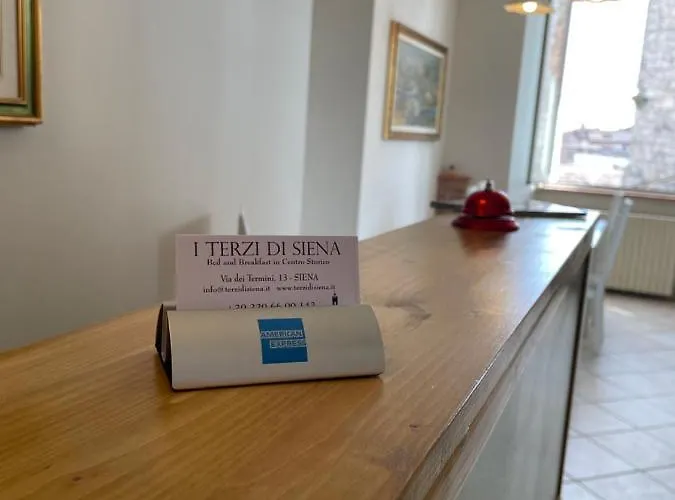 I TERZI DI SIENA
Bed and Breakfast in Centro Storico
Via dei Termini, 13 - SIENA
info@terzidisiena.it www.terzidisiena.it
AMERICAN
EXPRESS